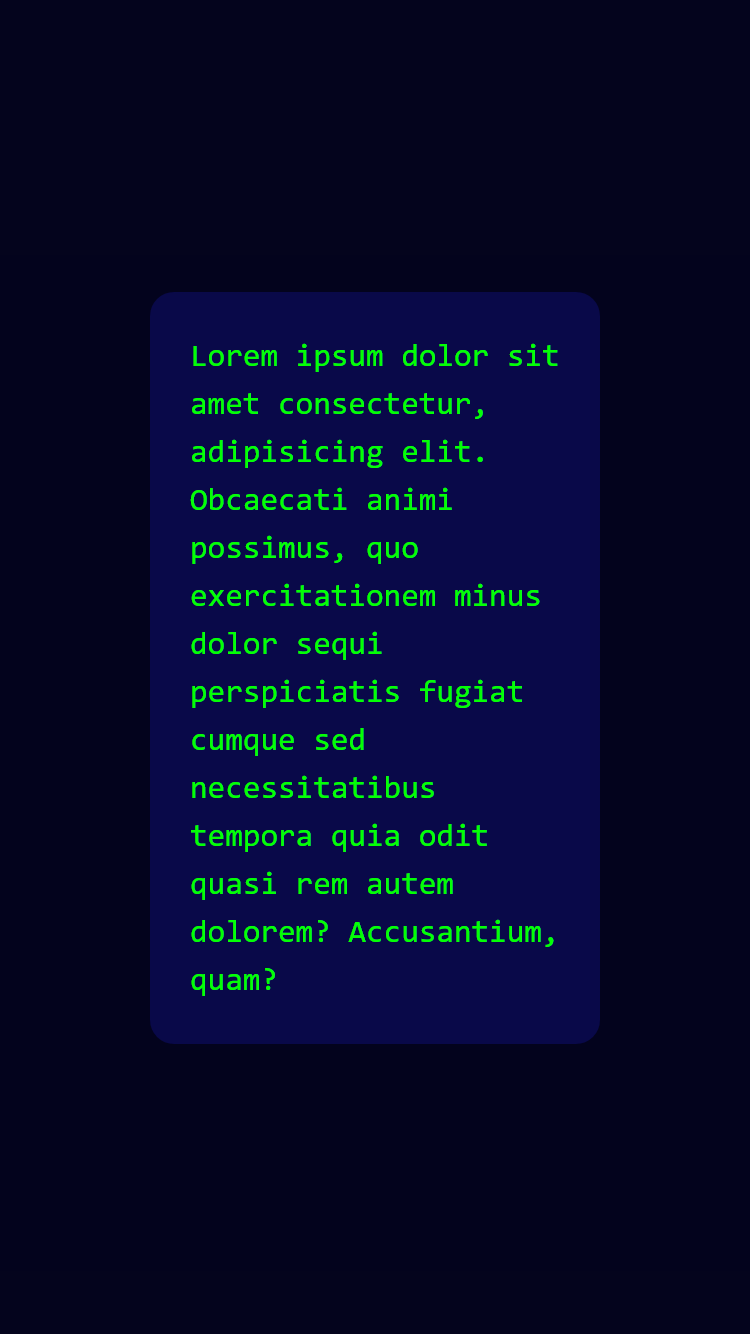 Lorem ipsum dolor sit
amet consectetur,
adipisicing elit.
Obcaecati animi
possimus, quo
exercitationem minus
dolor sequi
perspiciatis fugiat
cumque sed
necessitatibus
tempora quia odit
quasi rem autem
dolorem? Accusantium,
quam?